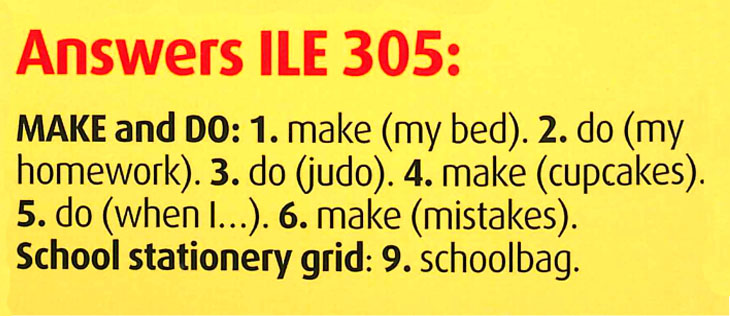 Answers ILE 305:
MAKE and DO: 1. make (my bed). 2. do (my
homework). 3. do (judo). 4. make (cupcakes).
5. do (when I...). 6. make (mistakes).
School stationery grid: 9. schoolbag.